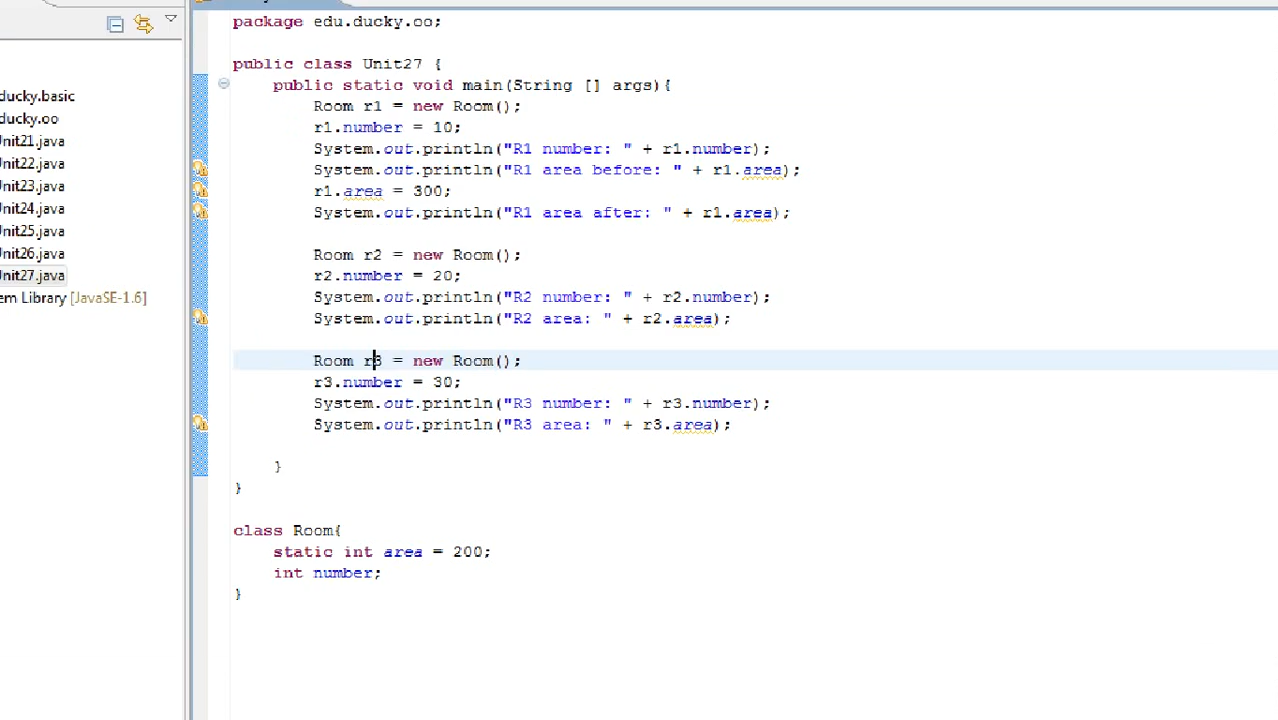 ducky.basic
ducky.oo
Unit21.java
Unit22.java
Unit23.java
Unit24.java
Unit25.java
Unit26.java
Unit27.java
em Library [JavaSE-1.6]
package edu.ducky.oo;
public class Unit27 {
public static void main(String [] args){
Room r1 = new Room();
r1.number = 10;
System.out.println("R1 number: " + r1.number);
System.out.println("R1 area before: " + r1.area);
r1.area = 300;
System.out.println("R1 area after: " + r1.area);
Room r2 = new Room();
r2.number = 20;
System.out.println("R2 number: " + r2.number);
System.out.println("R2 area: " + r2.area);
Room r3 = new Room();
r3.number = 30;
System.out.println("R3 number: " + r3.number);
System.out.println("R3 area: " + r3.area);
}
}
class Room{
static int area = 200;
int number;
}